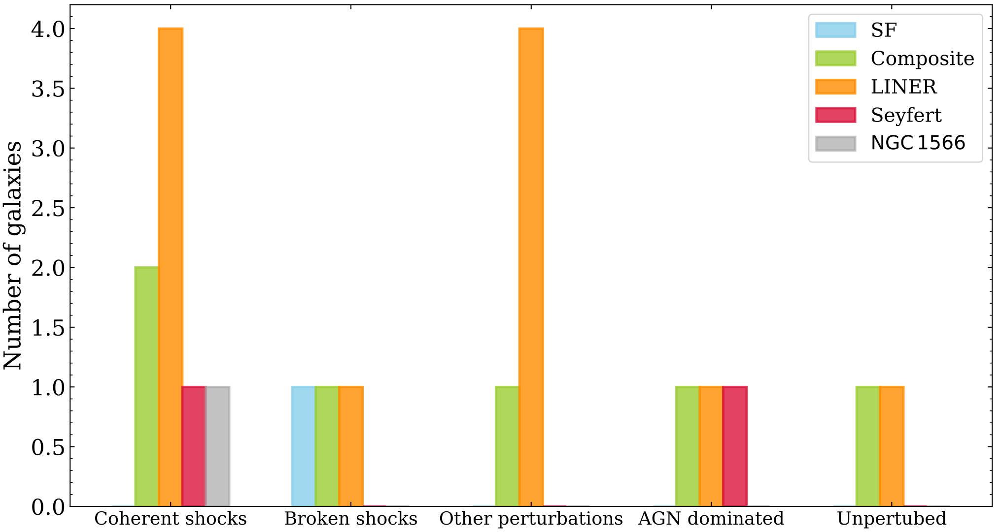 Number of galaxies
4.0
3.5
3.0
2.5
2.0
1.5
1.0
0.5
0.0
SF
Composite
LINER
Seyfert
NGC 1566
Coherent shocks
Broken shocks
Other perturbations
AGN dominated
Unpertubed